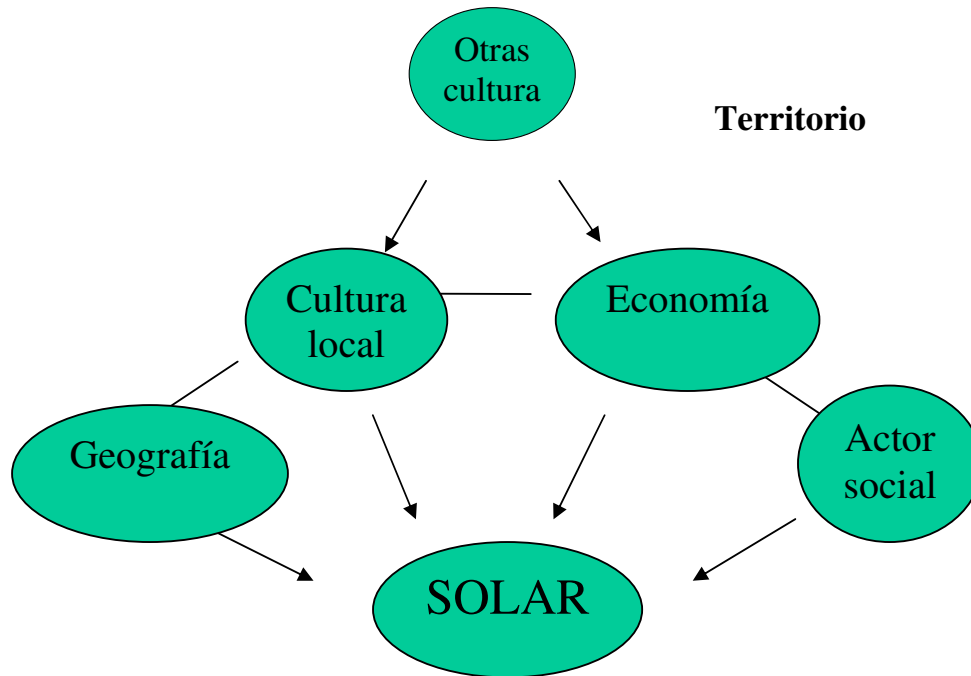 Otras
cultura
Territorio
Cultura
local
Economía
Geografía
Actor
social
SOLAR